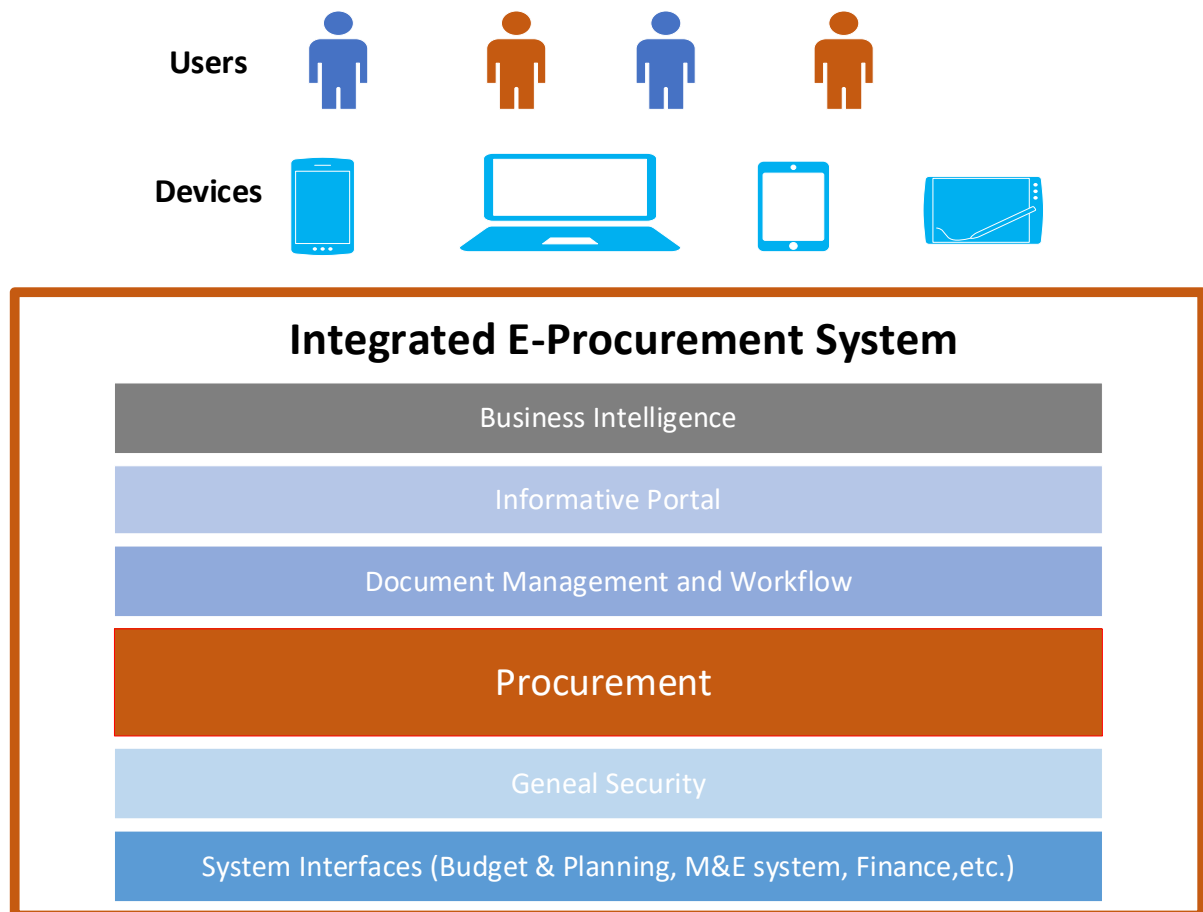 Users
Devices
Integrated E-Procurement System
Business Intelligence
Informative Portal
Document Management and Workflow
Procurement
Geneal Security
System Interfaces (Budget & Planning, M&E system, Finance,etc.)